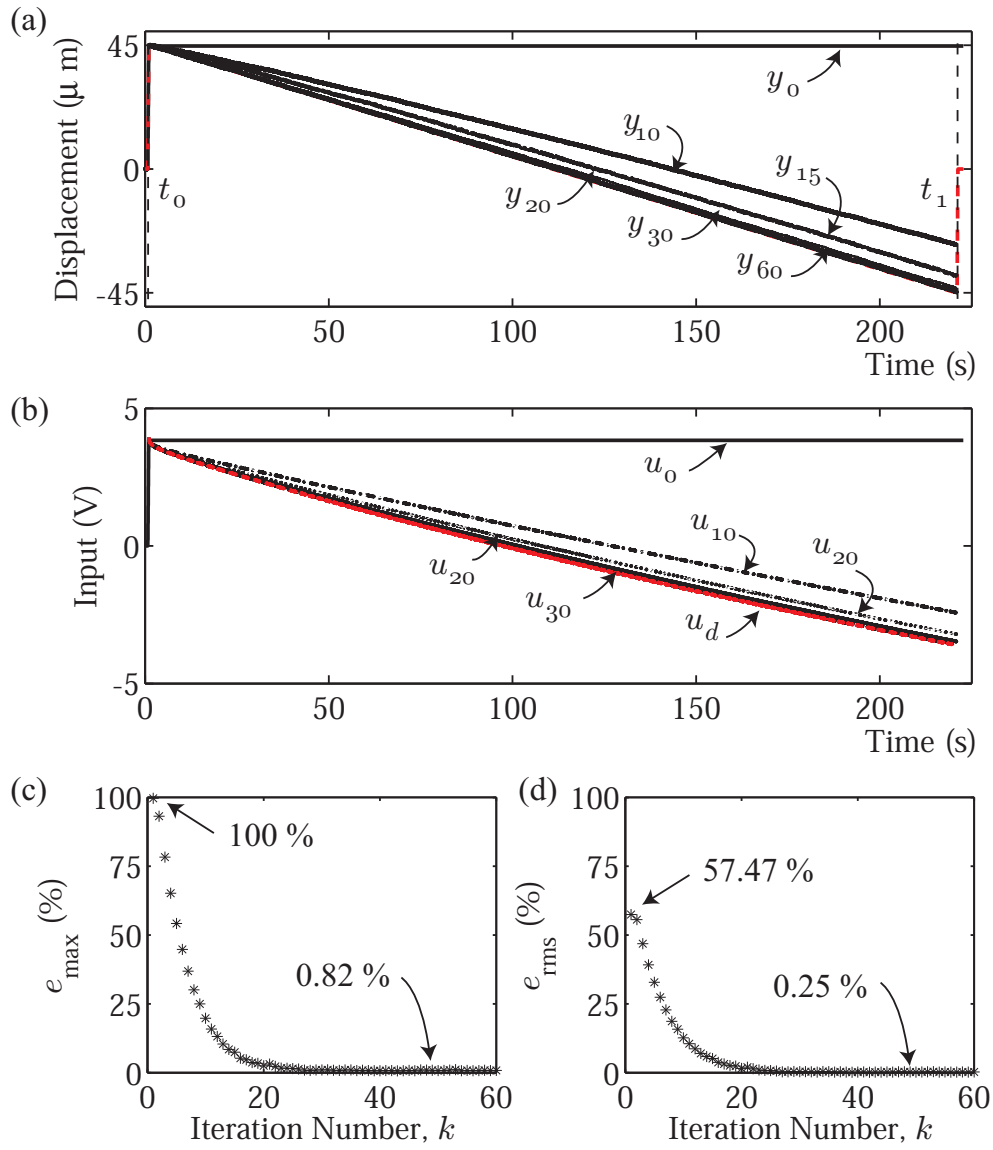 (a)
Displacement (μ m)
45
0
-45
y0
y10
y15
y20
y30
y60
t0
t1
0 50 100 150 200
Time (s)
(b)
Input (V)
5
0
-5
u0
u10
u20
u20
u30
ud
0 50 100 150 200
Time (s)
(c)
emax (%)
100
75
50
25
0
100 %
0.82 %
0 20 40 60
Iteration Number, k
(d)
erms (%)
100
75
50
25
0
57.47 %
0.25 %
0 20 40 60
Iteration Number, k